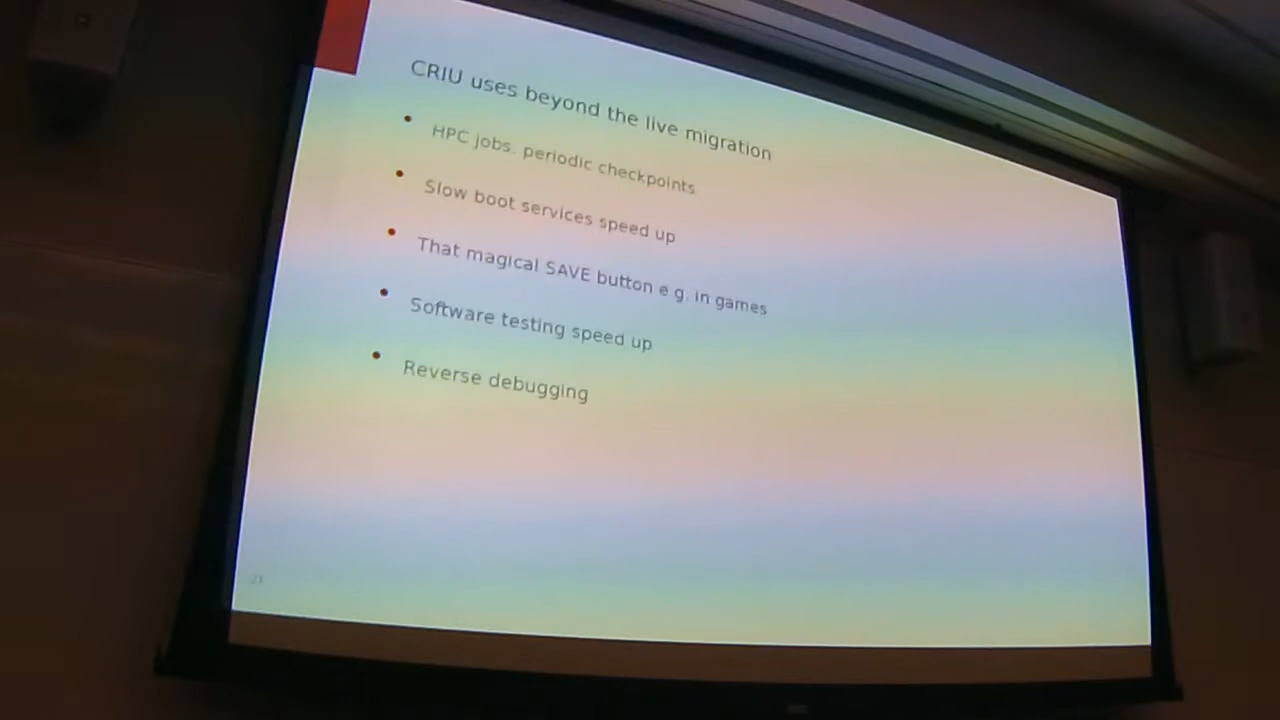 CRIU uses beyond the live migration
HPC jobs. periodic checkpoints
Slow boot services speed up
That magical SAVE button e g. in games
Software testing speed up
Reverse debugging
21